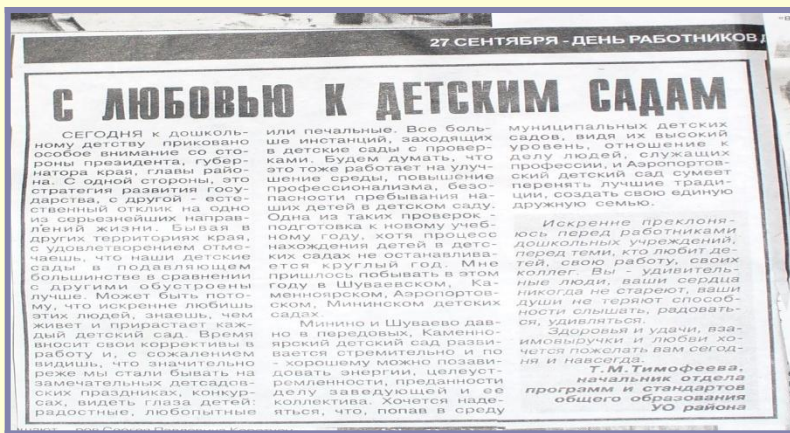 27 СЕНТЯБРЯ - ДЕНЬ РАБОТНИКОВ
С ЛЮБОВЬЮ К ДЕТСКИМ САДАМ
СЕГОДНЯ к дошколь-
ному детству приковано
особое внимание со сто-
роны президента, губер-
натора края, главы райо-
на. С одной стороны, это
стратегия развития госу-
дарства, с другой - есте-
ственный отклик на одно
из серьезнейших направ-
лений жизни. Бывая в
других территориях края,
с удовлетворением отме-
чаешь, что наши детские
сады в подавляющем
большинстве в сравнении
с другими обустроены
лучше. Может быть пото-
му, что искренне любишь
этих людей, знаешь, чем
живет и прирастает каж-
дый детский сад. Время
вносит свои коррективы в
работу и, с сожалением
видишь, что значительно
реже мы стали бывать на
замечательных детсадов-
ских праздниках, конкур-
сах, видеть глаза детей:
радостные, любопытные
или печальные. Все боль-
ше инстанций, заходящих
в детские сады с провер-
ками. Будем думать, что
это тоже работает на улуч-
шение среды, повышение
профессионализма, безо-
пасности пребывания на-
ших детей в детском саду.
Одна из таких проверок -
подготовка к новому учеб-
ному году, хотя процесс
нахождения детей в детс-
ких садах не останавлива-
ется круглый год. Мне
пришлось побывать в этом
году в Шуваевском, Ка-
менноярском, Аэропортов-
ском, Мининском детских
садах.
Минино и Шуваево дав-
но в передовых, Каменно-
ярский детский сад разви-
вается стремительно и по
- хорошему можно позави-
довать энергии, целеуст-
ремленности, преданности
делу заведующей и ее
коллектива. Хочется наде-
яться, что, попав в среду
муниципальных детских
садов, видя их высокий
уровень, отношение к
делу людей, служащих
профессии, и Аэропортов-
ский детский сад сумеет
перенять лучшие тради-
ции, создать свою единую
дружную семью.
Искренне преклоня-
юсь перед работниками
дошкольных учреждений,
перед теми, кто любит де-
тей, свою работу, своих
коллег. Вы - удивитель-
ные люди, ваши сердца
никогда не стареют, ваши
души не теряют способ-
ности слышать, радовать-
ся, удивляться.
Здоровья и удачи, вза-
имовыручки и любви хо-
чется пожелать вам сегод-
ня и навсегда.
Т.М.Тимофеева,
начальник отдела
программ и стандартов
общего образования
УО района